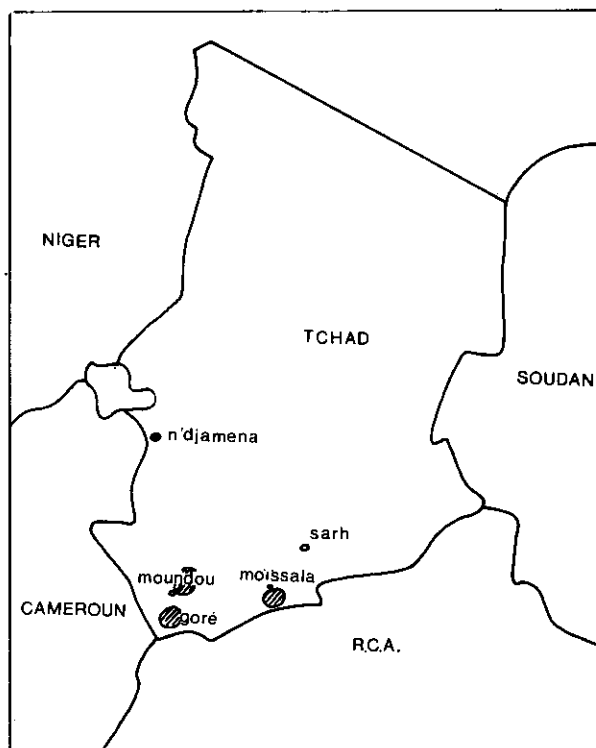 NIGER
TCHAD
SOUDAN
n'djamena
sarh
moundou
moïssala
CAMEROUN
goré
R.C.A.